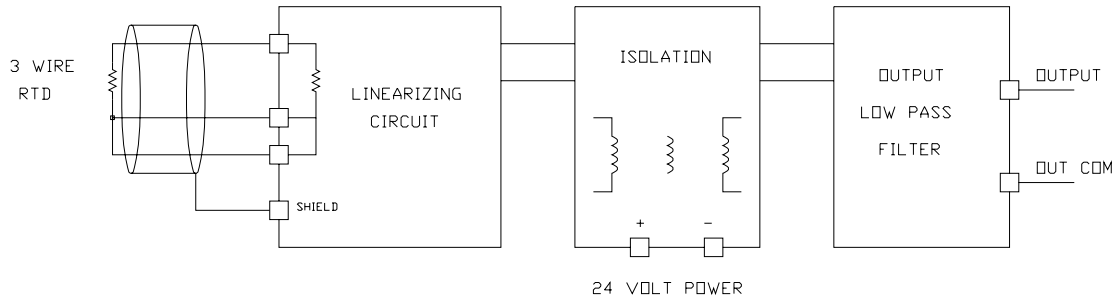 3 WIRE
RTD
SHIELD
LINEARIZING
CIRCUIT
ISOLATION
+ -
24 VOLT POWER
OUTPUT
LOW PASS
FILTER
OUTPUT
OUT COM